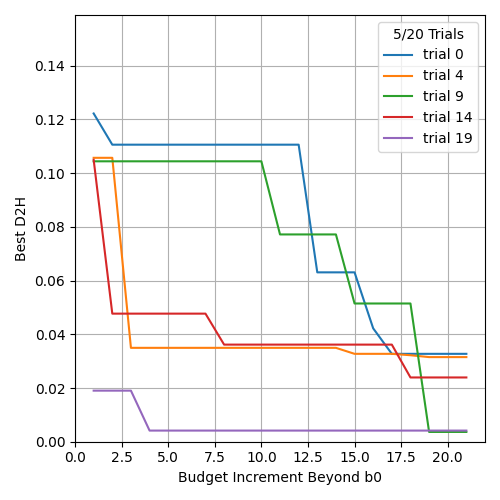 5/20 Trials
trial 0
trial 4
trial 9
trial 14
trial 19
0.14
0.12
0.10
0.08
0.06
0.04
0.02
0.00
Best D2H
0.0 2.5 5.0 7.5 10.0 12.5 15.0 17.5 20.0
Budget Increment Beyond b0